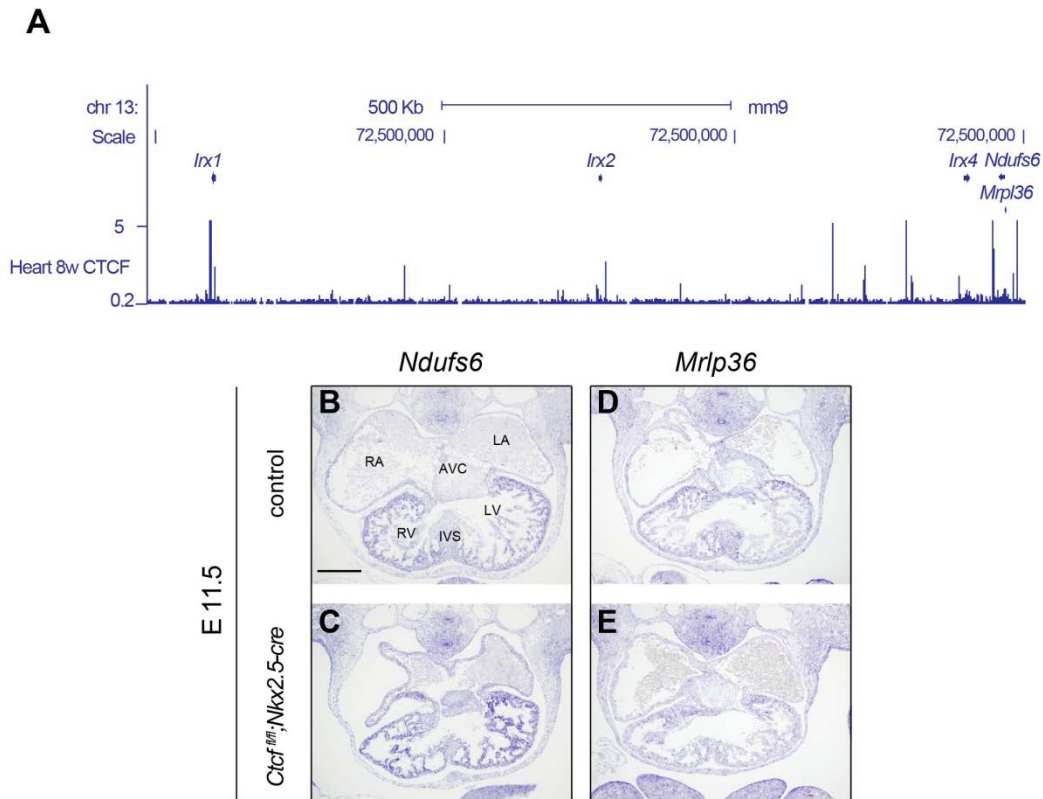 A
chr 13: 500 Kb mm9
Scale 72,500,000 72,500,000 72,500,000
Irx1 Irx2 Irx4 Ndufs6
Mrpl36
5
Heart 8w CTCF
0.2
Ndufs6 Mrlp36
B D
LA
RA AVC
LV
RV IVS
control
C E
E 11.5
Ctcf fl/fl;Nkx2.5-cre